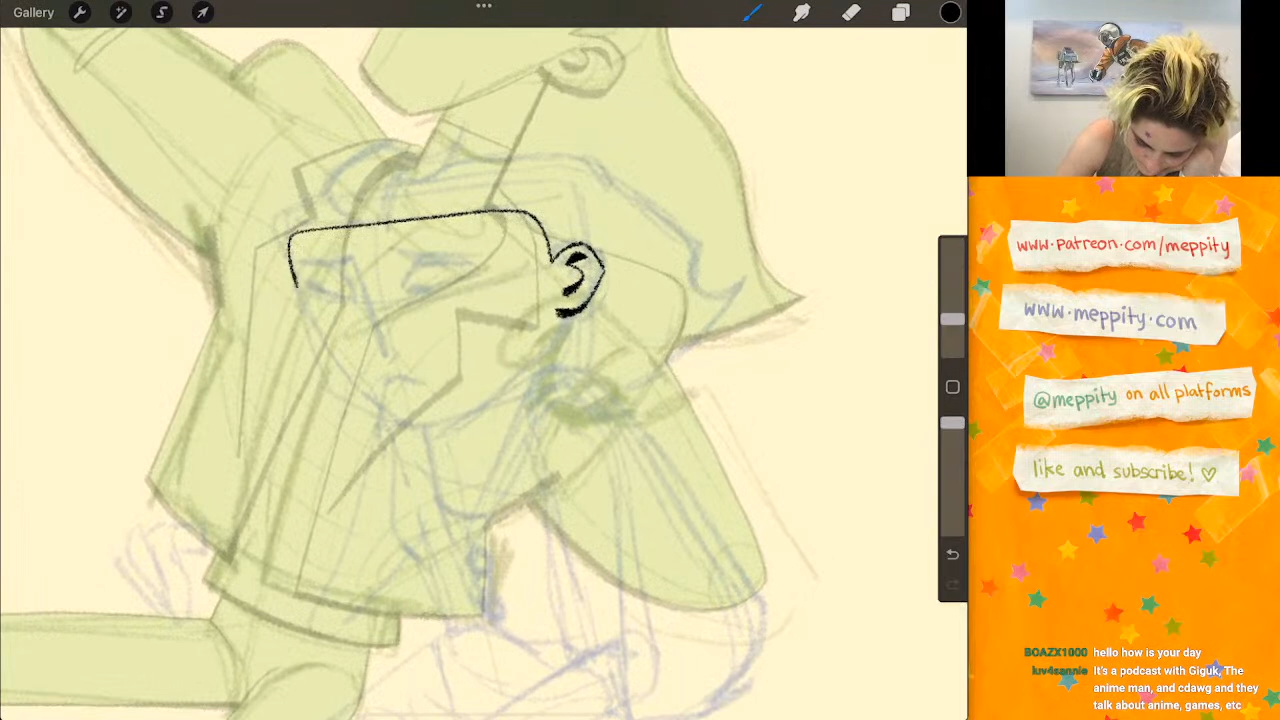 Gallery
www.patreon.com/meppity
www.meppity.com
@meppity on all platforms
like and subscribe! ♡
BOAZX1000 hello how is your day
luv4sannie It's a podcast with Giguk, The
anime man, and cdawg and they
talk about anime, games, etc